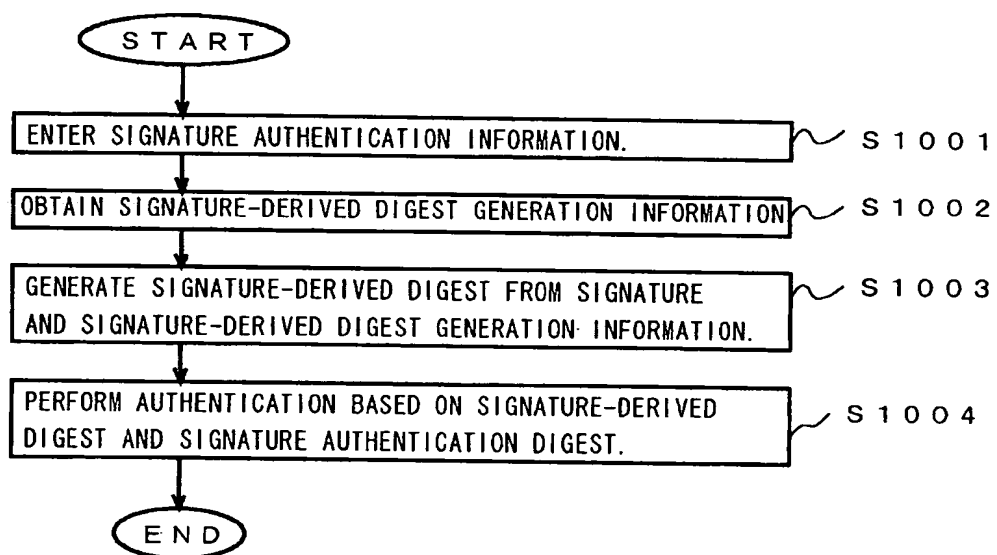 START
ENTER SIGNATURE AUTHENTICATION INFORMATION.
S1001
OBTAIN SIGNATURE-DERIVED DIGEST GENERATION INFORMATION
S1002
GENERATE SIGNATURE-DERIVED DIGEST FROM SIGNATURE
AND SIGNATURE-DERIVED DIGEST GENERATION INFORMATION.
S1003
PERFORM AUTHENTICATION BASED ON SIGNATURE-DERIVED
DIGEST AND SIGNATURE AUTHENTICATION DIGEST.
S1004
END